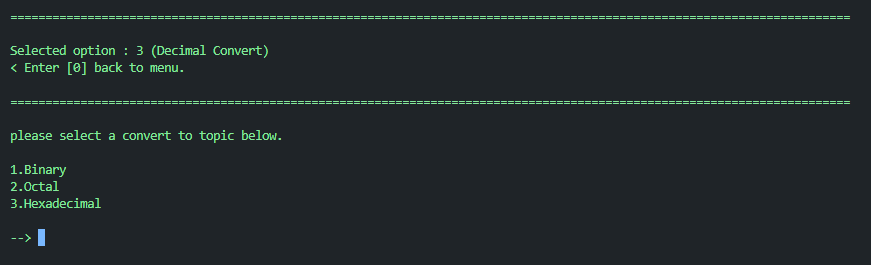 ========================================================================================================================
Selected option : 3 (Decimal Convert)
< Enter [0] back to menu.
========================================================================================================================
please select a convert to topic below.
1.Binary
2.Octal
3.Hexadecimal
-->